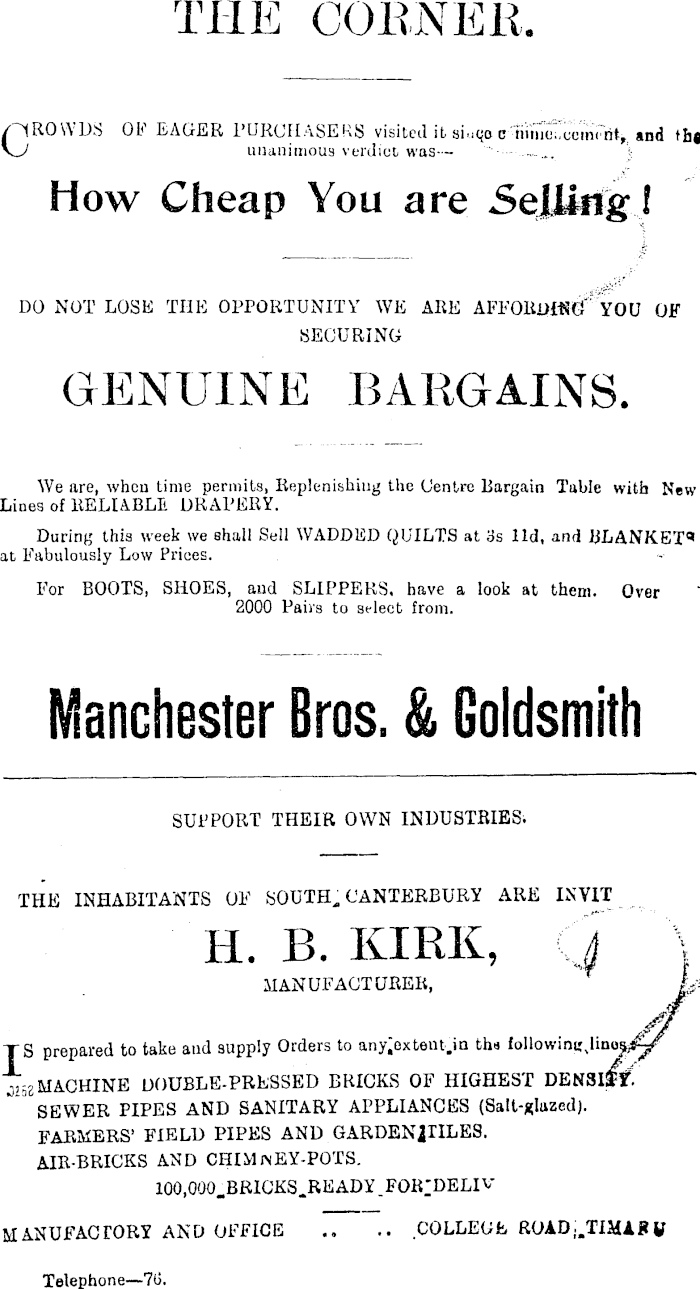 THE CORNER.
CROWDS OF EAGER PURCHASERS visited it since commencement, and the
unanimous verdict was—
How Cheap You are Selling!
DO NOT LOSE THE OPPORTUNITY WE ARE AFFORDING YOU OF
SECURING
GENUINE BARGAINS.
We are, when time permits, Replenishing the Centre Bargain Table with New
Lines of RELIABLE DRAPERY.
During this week we shall Sell WADDED QUILTS at 3s 11d, and BLANKETS
at Fabulously Low Prices.
For BOOTS, SHOES, and SLIPPERS, have a look at them. Over
2000 Pairs to select from.
Manchester Bros. & Goldsmith
SUPPORT THEIR OWN INDUSTRIES.
THE INHABITANTS OF SOUTH CANTERBURY ARE INVIT
H. B. KIRK,
MANUFACTURER,
IS prepared to take and supply Orders to any extent in the following lines
MACHINE DOUBLE-PRESSED BRICKS OF HIGHEST DENSITY.
SEWER PIPES AND SANITARY APPLIANCES (Salt-glazed).
FARMERS' FIELD PIPES AND GARDEN TILES.
AIR-BRICKS AND CHIMNEY-POTS.
100,000 BRICKS READY FOR DELIV
MANUFACTORY AND OFFICE .. .. COLLEGE ROAD, TIMARU
Telephone—76.